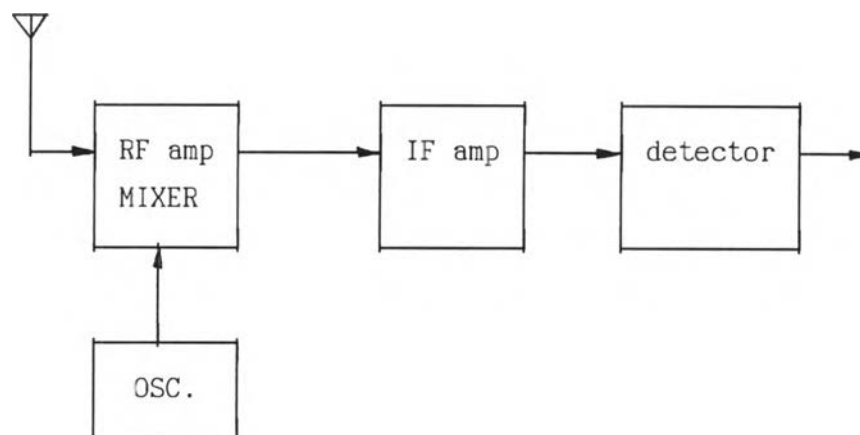 RF amp
MIXER
IF amp
detector
OSC.